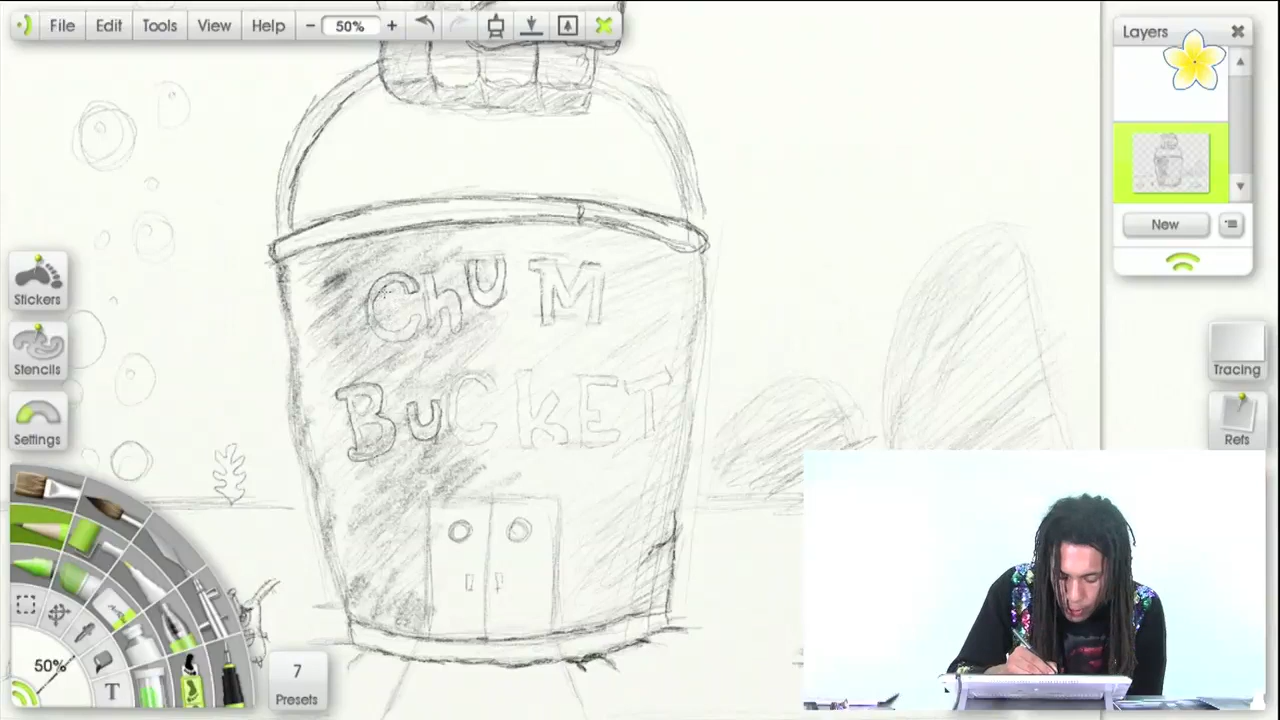 File Edit Tools View Help − 50% +
Layers
New
Stickers
Stencils
Settings
Tracing
Refs
ChUM
BuCkET
50%
T
7
Presets